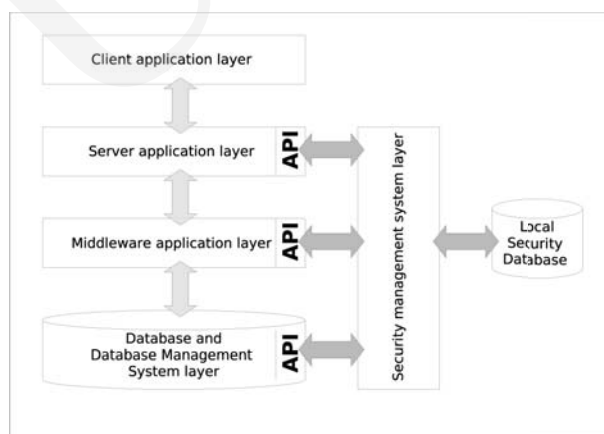 Client application layer
Server application layer
API
Middleware application layer
API
Database and
Database Management
System layer
API
Security management system layer
Local
Security
Database